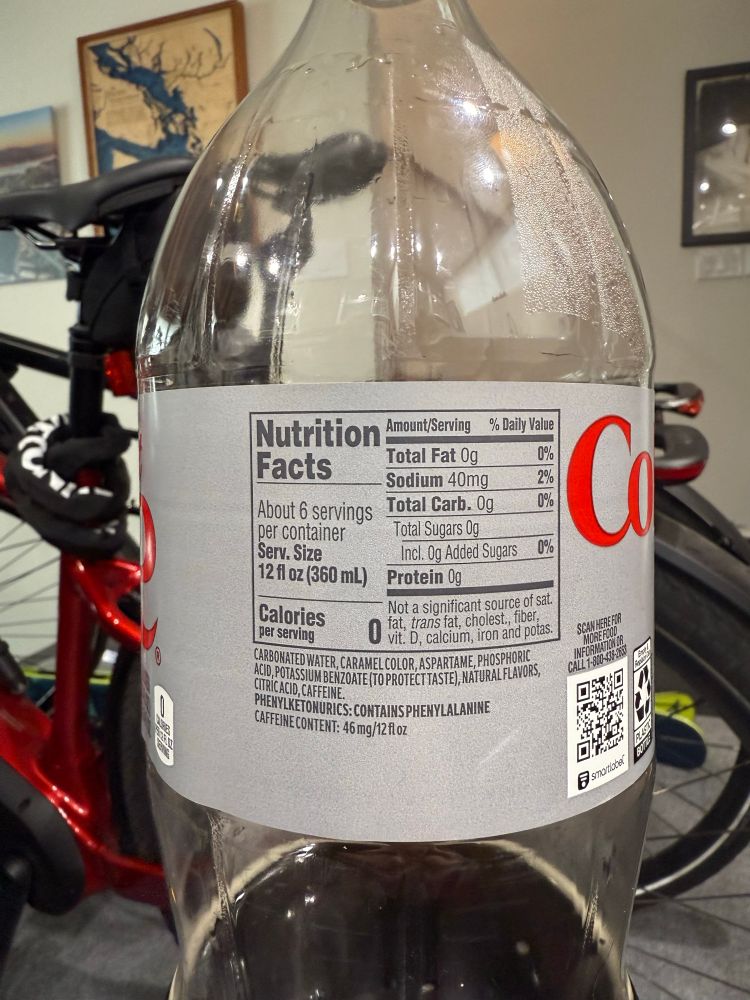 Nutrition
Facts
About 6 servings
per container
Serv. Size
12 fl oz (360 mL)
Calories 0
per serving
Amount/Serving % Daily Value
Total Fat 0g 0%
Sodium 40mg 2%
Total Carb. 0g 0%
Total Sugars 0g
Incl. 0g Added Sugars 0%
Protein 0g
Not a significant source of sat.
fat, trans fat, cholest., fiber,
vit. D, calcium, iron and potas.
CARBONATED WATER, CARAMEL COLOR, ASPARTAME, PHOSPHORIC
ACID, POTASSIUM BENZOATE (TO PROTECT TASTE), NATURAL FLAVORS,
CITRIC ACID, CAFFEINE.
PHENYLKETONURICS: CONTAINS PHENYLALANINE
CAFFEINE CONTENT: 46 mg/12 fl oz
Co
®
0
SCAN HERE FOR
MORE FOOD
INFORMATION OR
CALL 1-800-438-2653
smartlabel